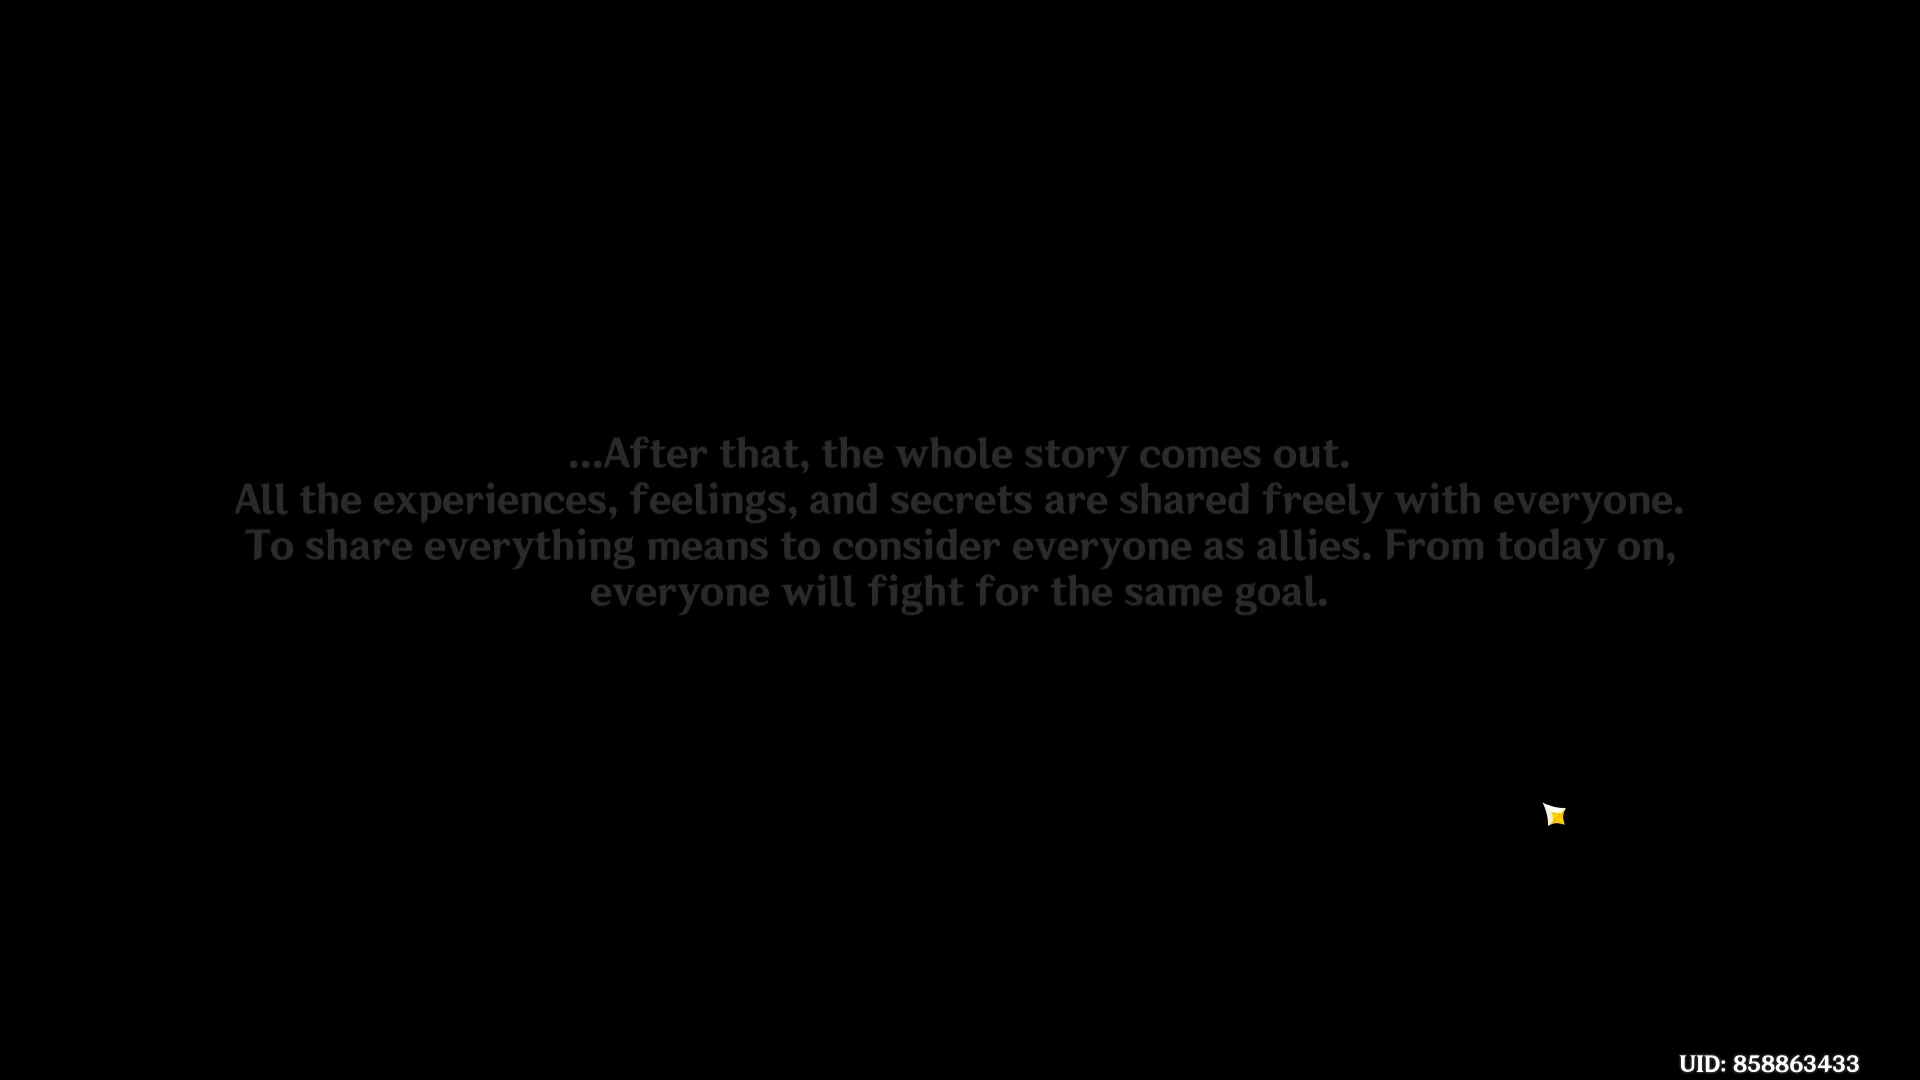 ...After that, the whole story comes out.
All the experiences, feelings, and secrets are shared freely with everyone.
To share everything means to consider everyone as allies. From today on,
everyone will fight for the same goal.
UID: 858863433